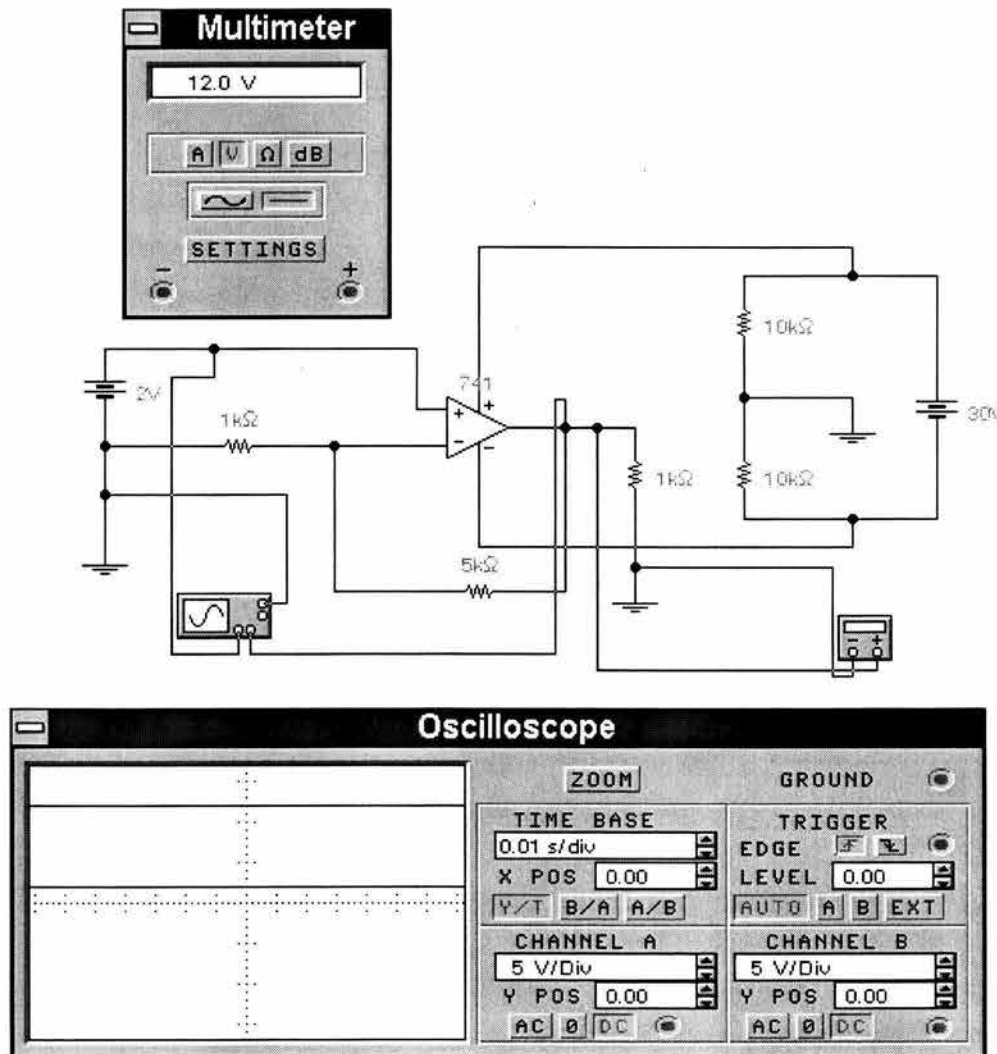 Multimeter
12.0 V
A V Ω dB
SETTINGS
- +
10kΩ
2V
741
1kΩ
+
+
-
-
30V
1kΩ
10kΩ
5kΩ
- +
Oscilloscope
ZOOM GROUND
TIME BASE
0.01 s/div
X POS 0.00
Y/T B/A A/B
TRIGGER
EDGE
LEVEL 0.00
AUTO A B EXT
CHANNEL A
5 V/Div
Y POS 0.00
AC 0 DC
CHANNEL B
5 V/Div
Y POS 0.00
AC 0 DC